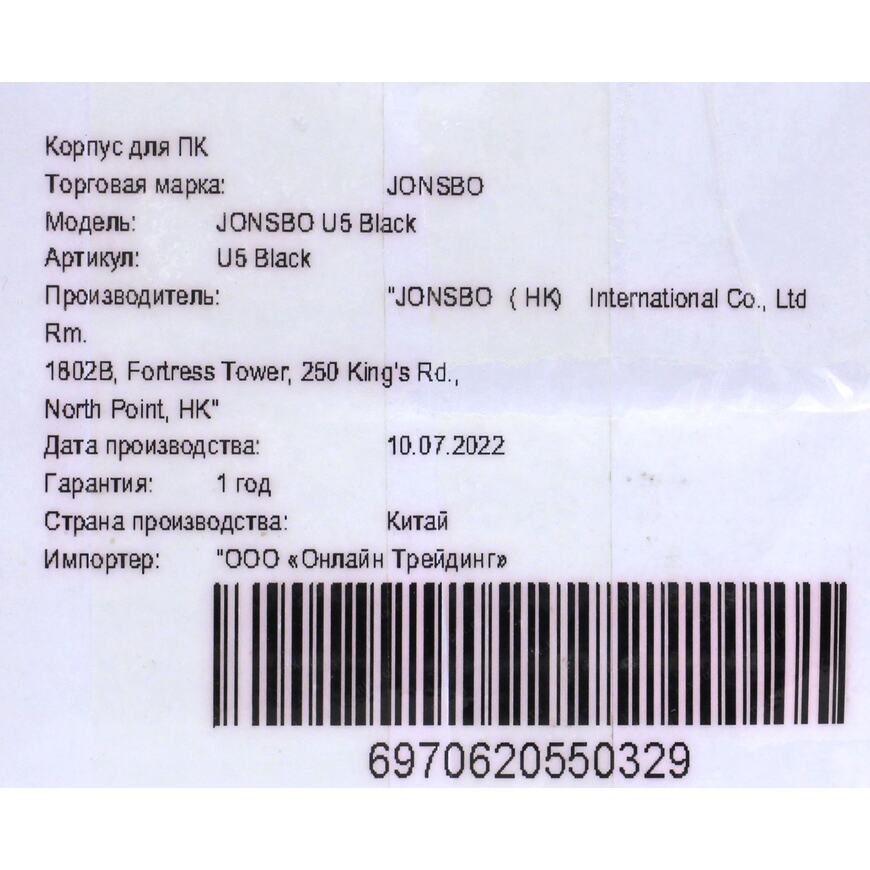 Корпус для ПК
Торговая марка: JONSBO
Модель: JONSBO U5 Black
Артикул: U5 Black
Производитель: "JONSBO (HK) International Co., Ltd
Rm.
1802B, Fortress Tower, 250 King's Rd.,
North Point, HK"
Дата производства: 10.07.2022
Гарантия: 1 год
Страна производства: Китай
Импортер: "ООО «Онлайн Трейдинг»
6970620550329